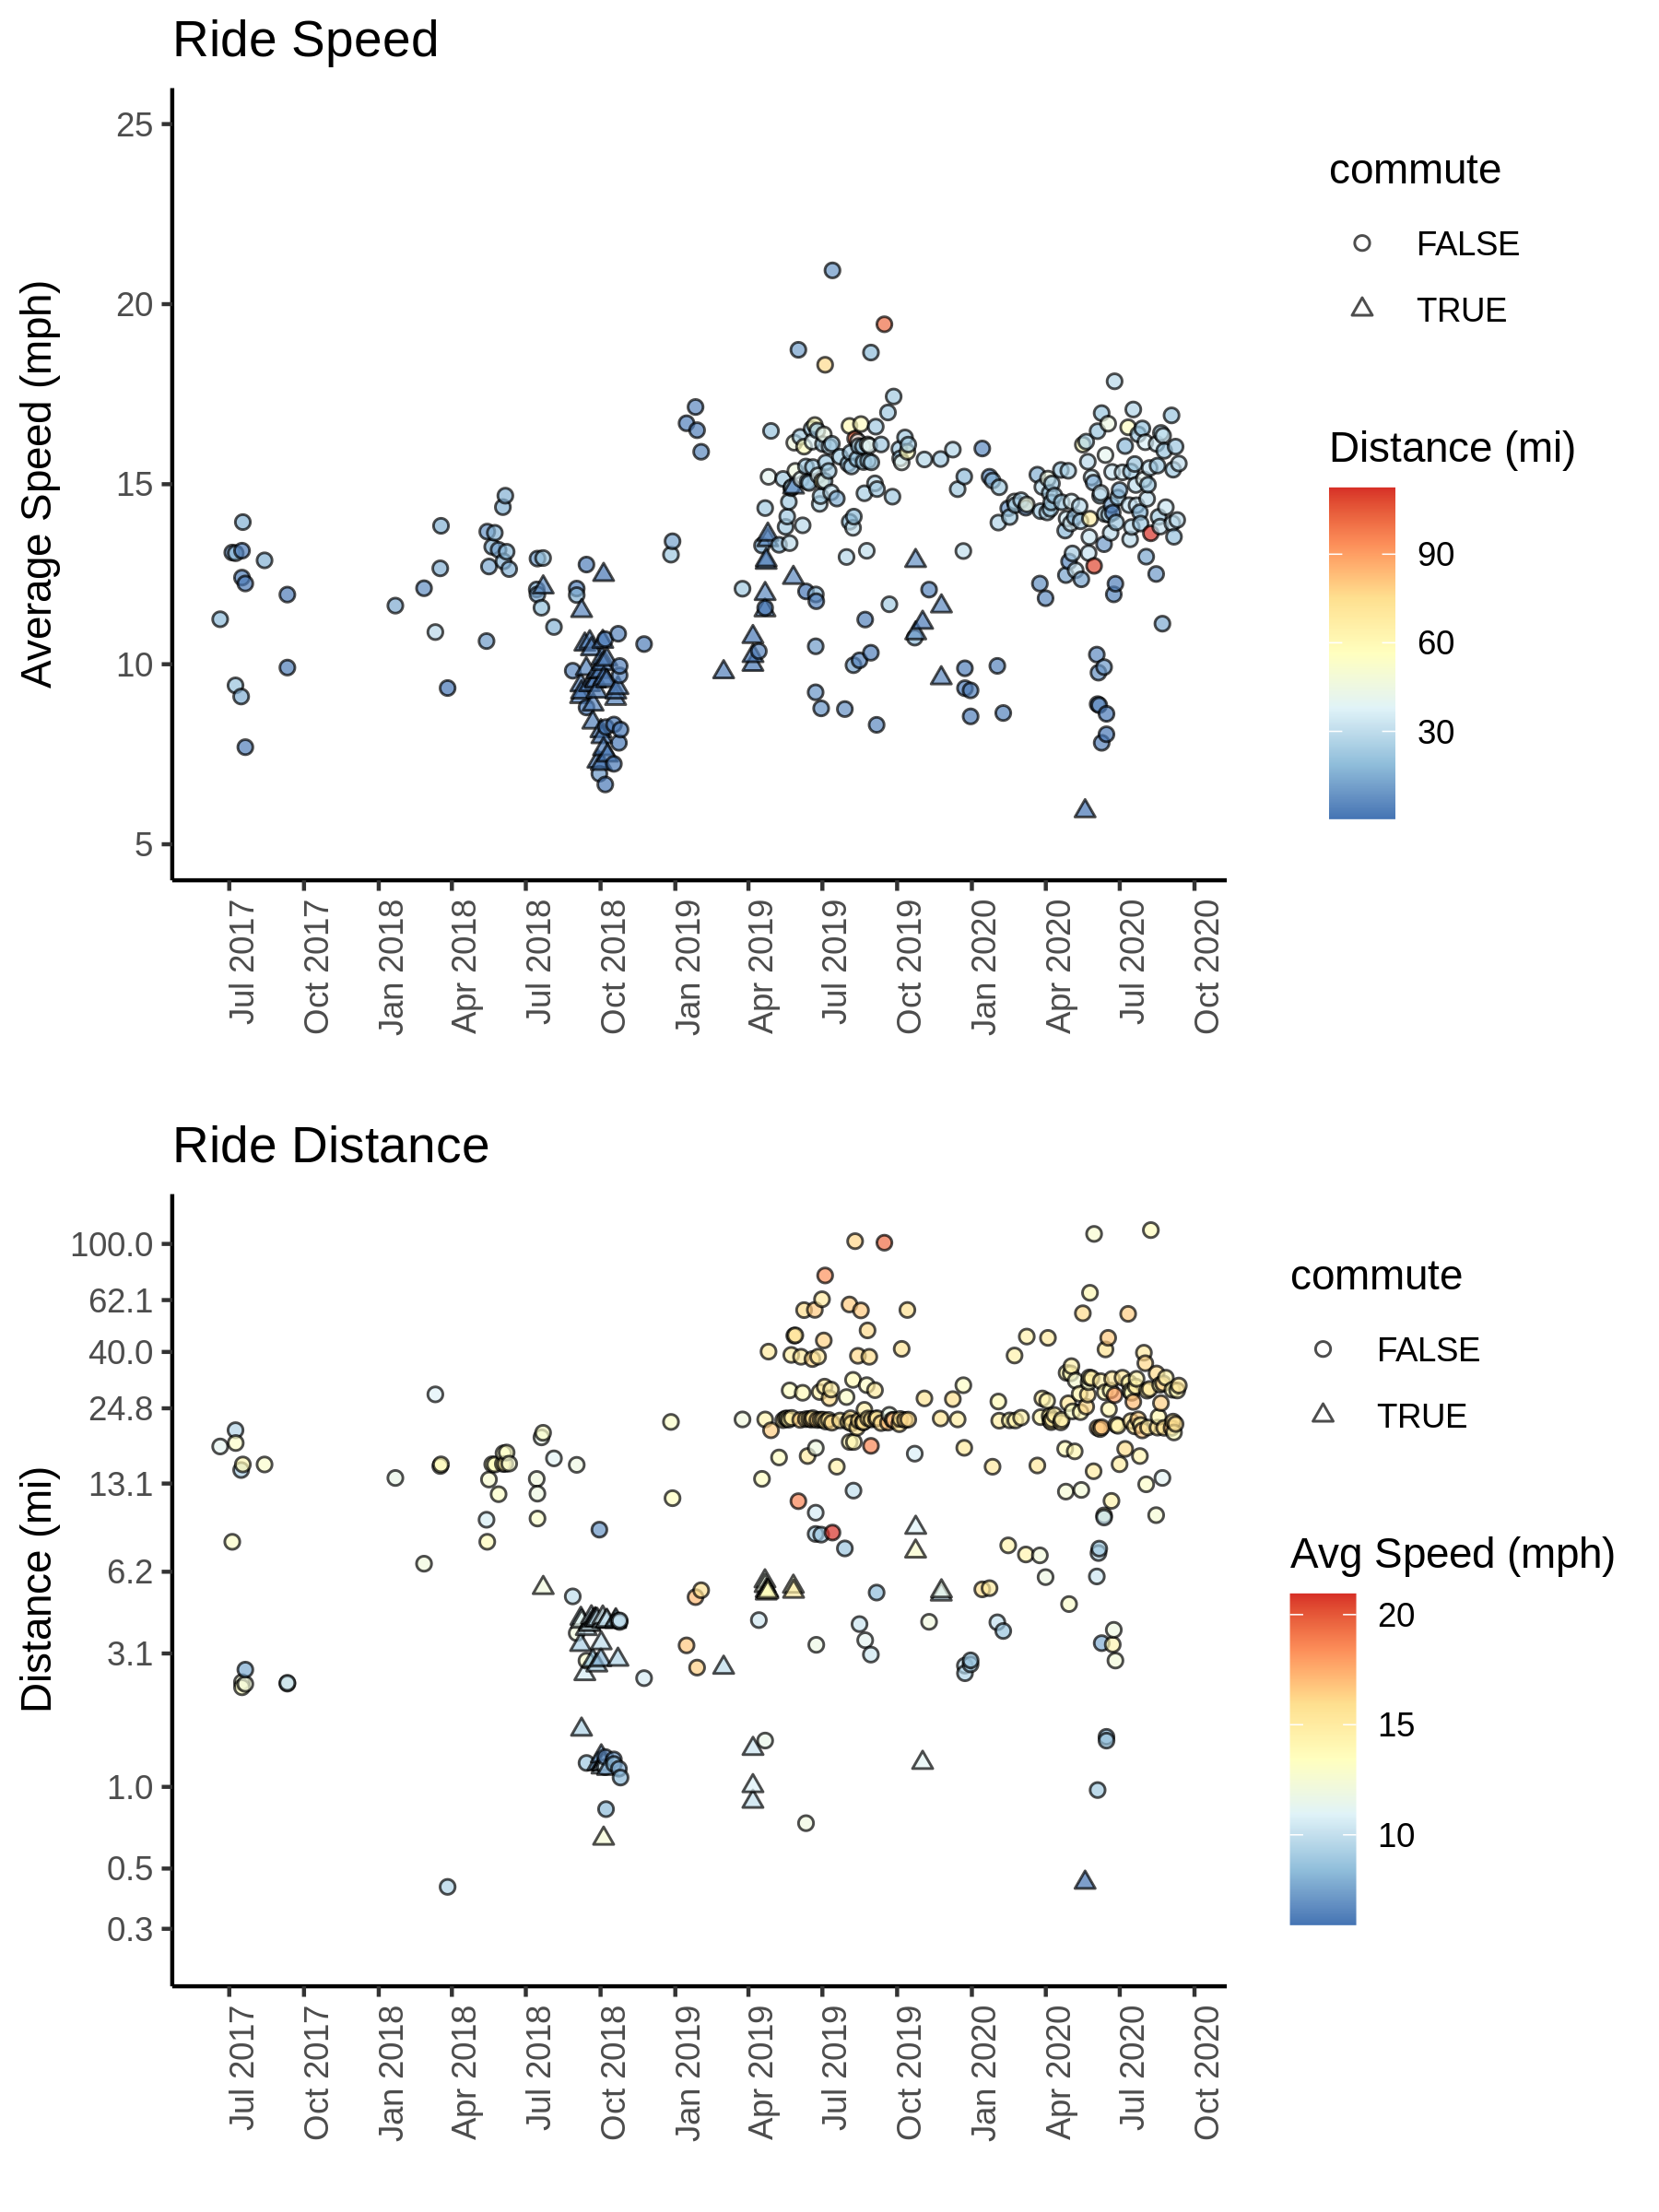 Ride Speed
Average Speed (mph)
25
20
15
10
5
Jul 2017
Oct 2017
Jan 2018
Apr 2018
Jul 2018
Oct 2018
Jan 2019
Apr 2019
Jul 2019
Oct 2019
Jan 2020
Apr 2020
Jul 2020
Oct 2020
commute
FALSE
TRUE
Distance (mi)
90
60
30
Ride Distance
Distance (mi)
100.0
62.1
40.0
24.8
13.1
6.2
3.1
1.0
0.5
0.3
Jul 2017
Oct 2017
Jan 2018
Apr 2018
Jul 2018
Oct 2018
Jan 2019
Apr 2019
Jul 2019
Oct 2019
Jan 2020
Apr 2020
Jul 2020
Oct 2020
commute
FALSE
TRUE
Avg Speed (mph)
20
15
10